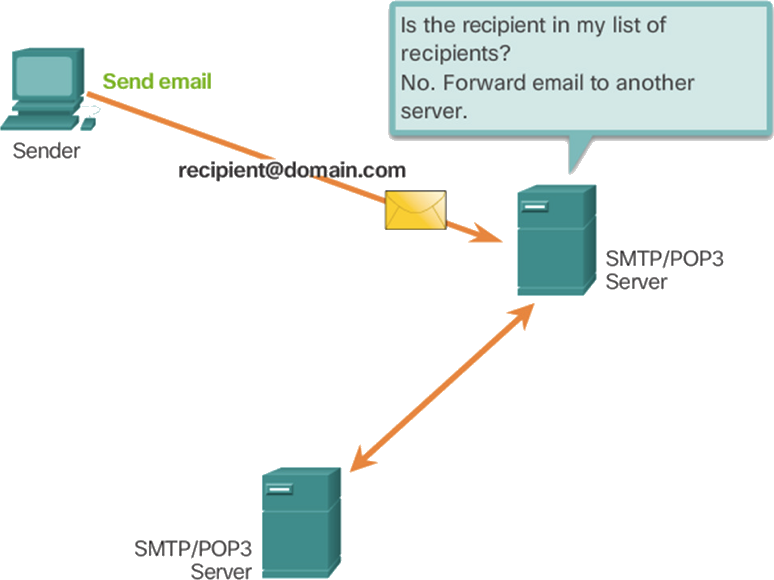 Is the recipient in my list of
recipients?
No. Forward email to another
server.
Send email
Sender
recipient@domain.com
SMTP/POP3
Server
SMTP/POP3
Server